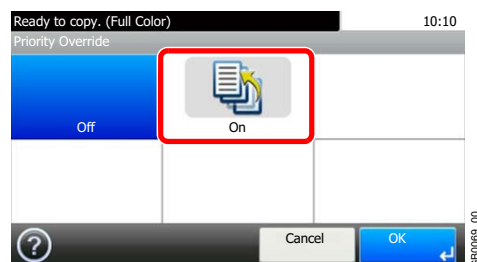 Ready to copy. (Full Color) 10:10
Priority Override
Off
On
?
Cancel
OK